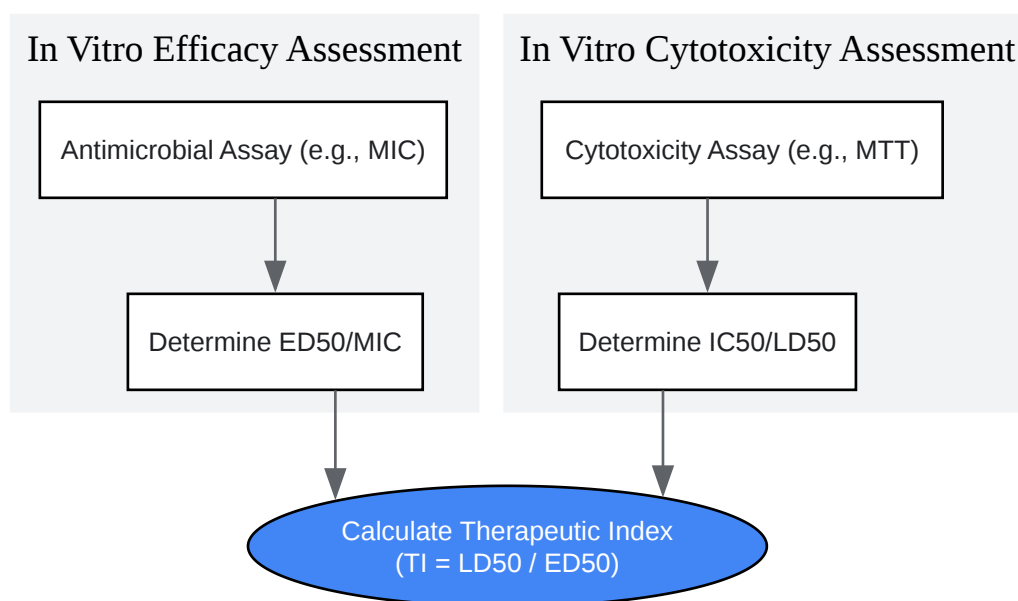 In Vitro Efficacy Assessment
Antimicrobial Assay (e.g., MIC)
Determine ED50/MIC
In Vitro Cytotoxicity Assessment
Cytotoxicity Assay (e.g., MTT)
Determine IC50/LD50
Calculate Therapeutic Index
(TI = LD50 / ED50)